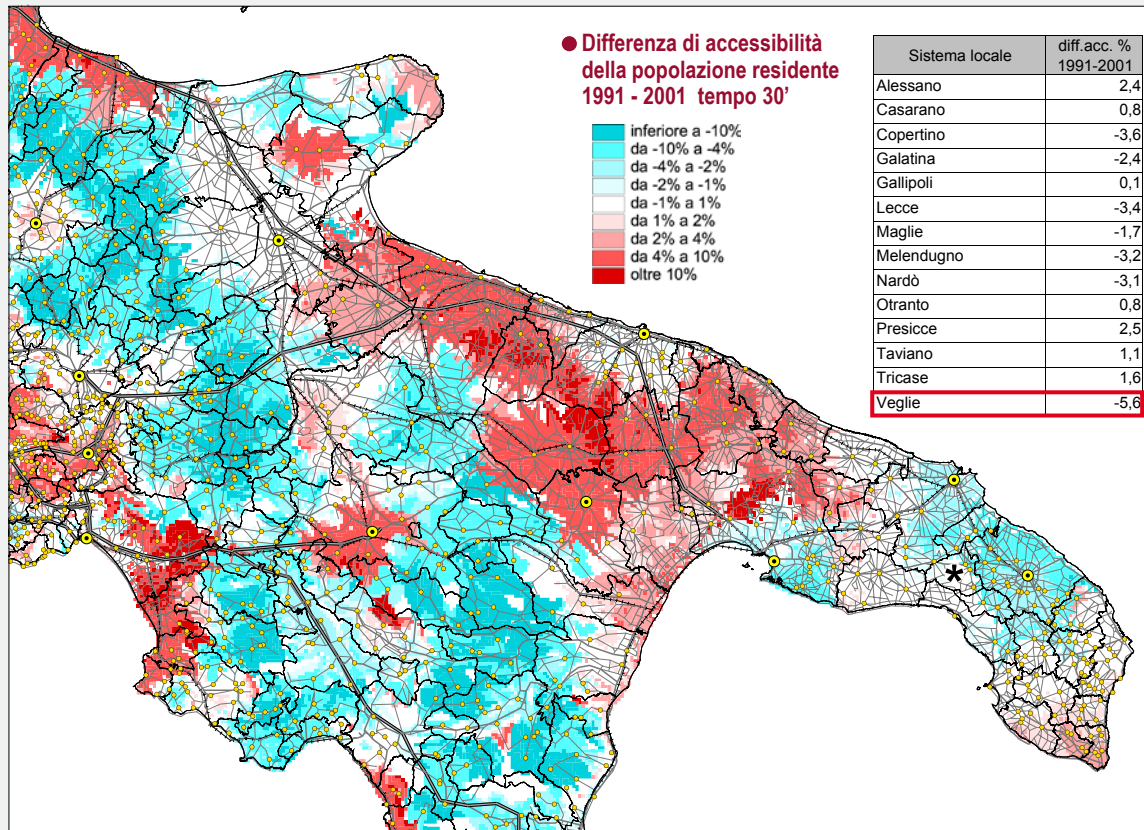 ● Differenza di accessibilità
della popolazione residente
1991 - 2001 tempo 30’
inferiore a -10%
da -10% a -4%
da -4% a -2%
da -2% a -1%
da -1% a 1%
da 1% a 2%
da 2% a 4%
da 4% a 10%
oltre 10%
Sistema locale diff.acc. %
1991-2001
Alessano 2,4
Casarano 0,8
Copertino -3,6
Galatina -2,4
Gallipoli 0,1
Lecce -3,4
Maglie -1,7
Melendugno -3,2
Nardò -3,1
Otranto 0,8
Presicce 2,5
Taviano 1,1
Tricase 1,6
Veglie -5,6
*